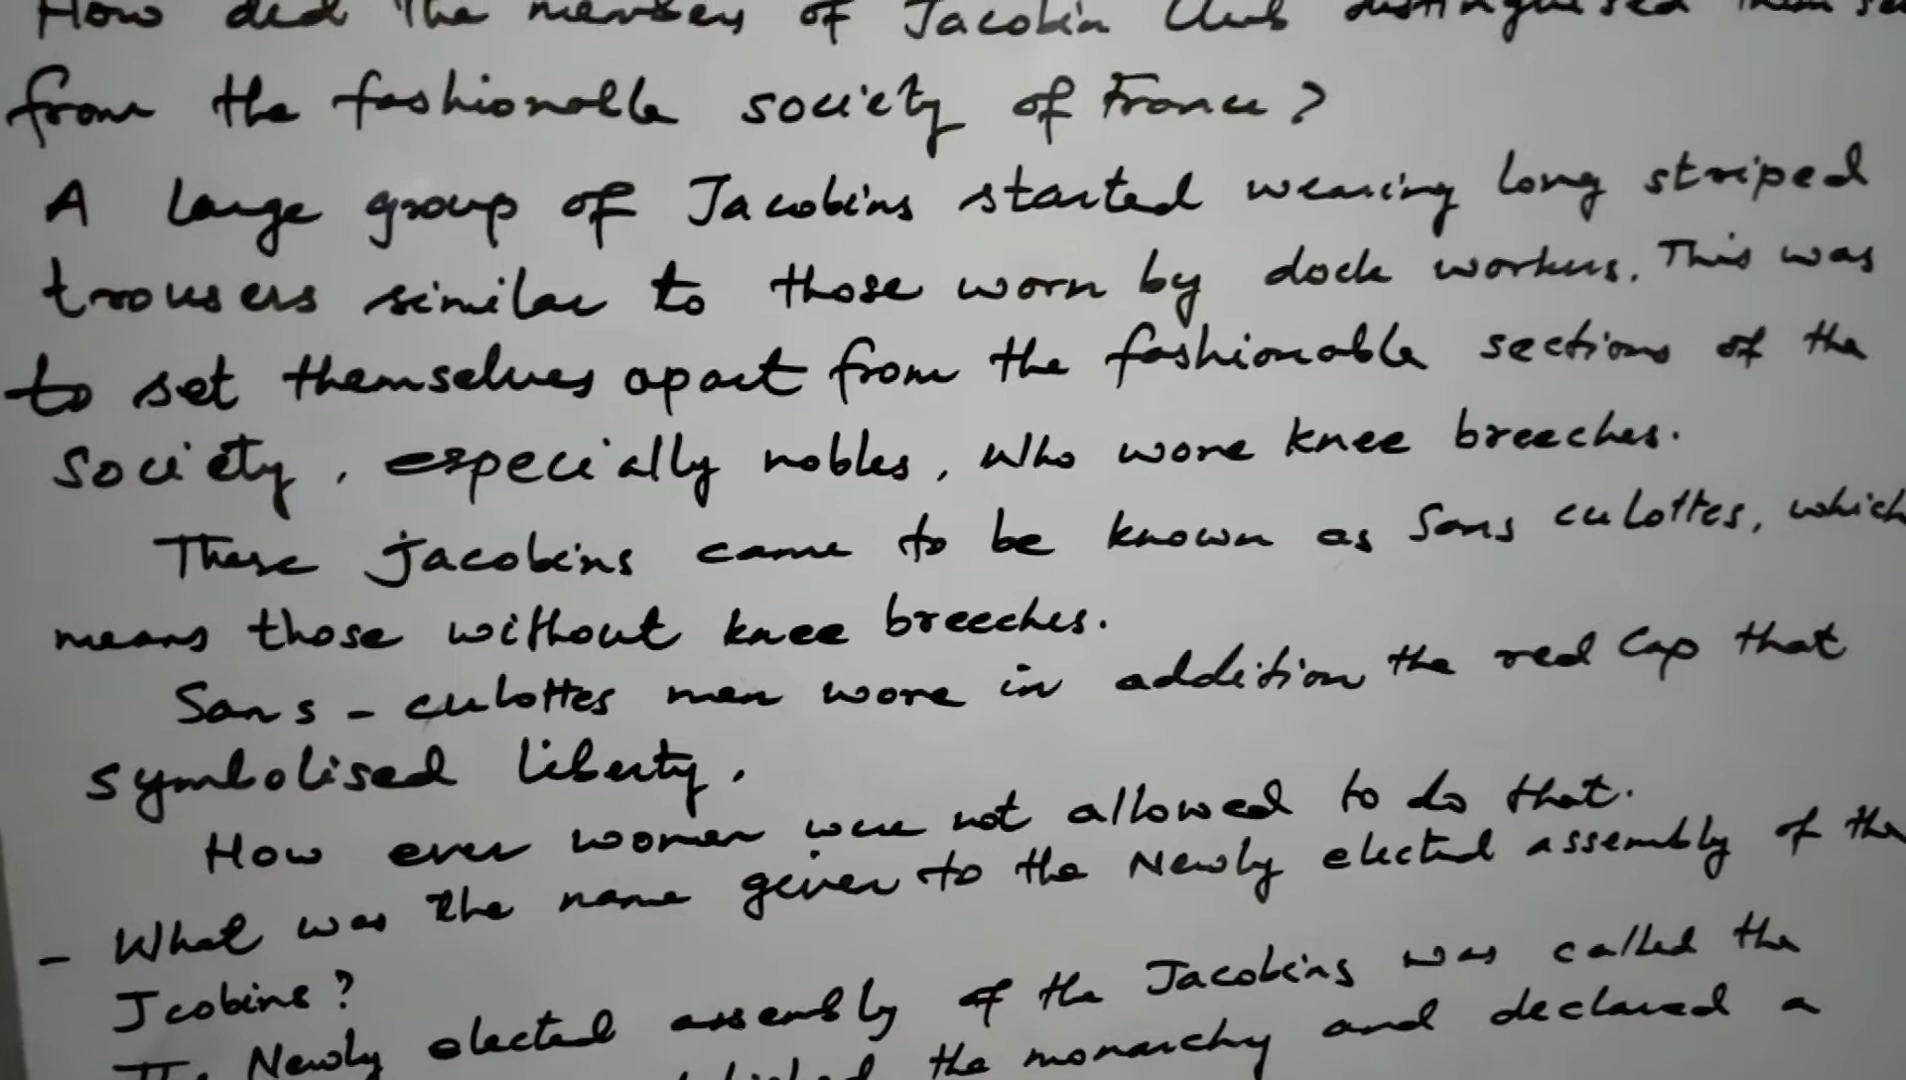 How did the members of Jacobin Club distinguised
from the fashionable society of France?
A large group of Jacobins started wearing long striped
trousers similar to those worn by dock workers. This was
to set themselves apart from the fashionable sections of the
society, especially nobles, who wore knee breeches.
These jacobins came to be known as Sans culottes, which
means those without knee breeches.
Sans - culottes men wore in addition the red Cap that
symbolised liberty.
How ever women were not allowed to do that.
- What was the name given to the Newly elected assembly of the
Jcobins?
The Newly elected assembly of the Jacobins was called the
the monarchy and declared a